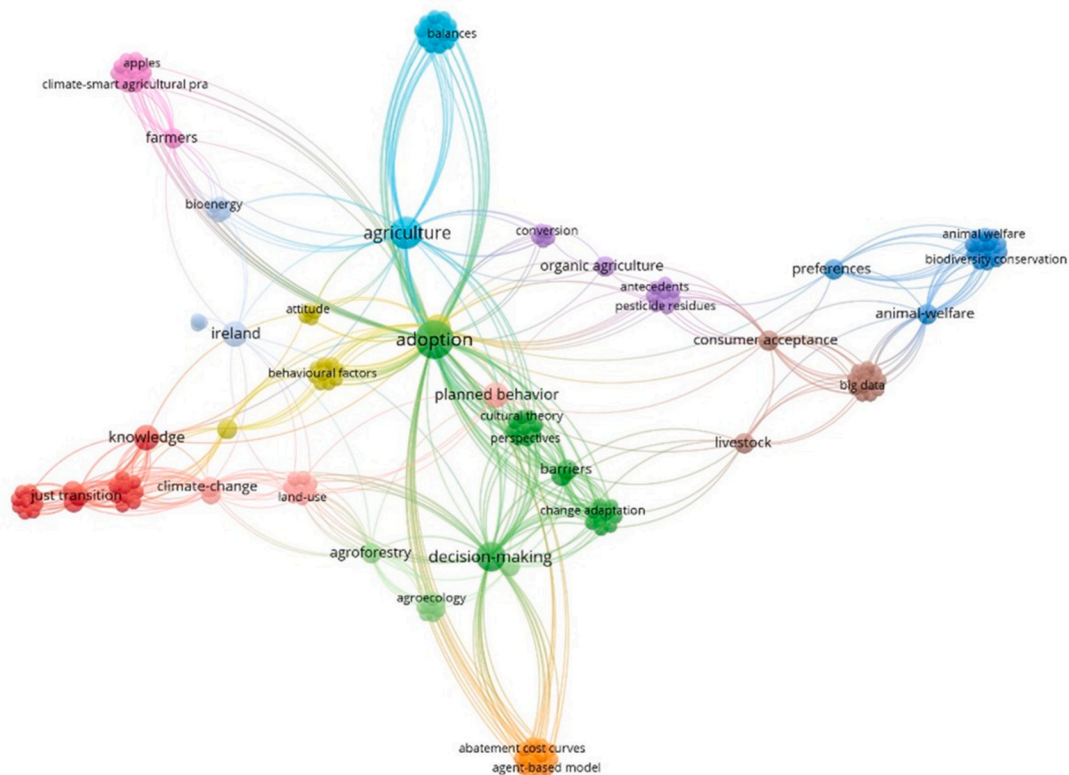 balances
apples
climate-smart agricultural pra
farmers
bioenergy
agriculture
conversion
animal welfare
organic agriculture
biodiversity conservation
preferences
antecedents
pesticide residues
attitude
animal-welfare
ireland
adoption
consumer acceptance
behavioural factors
big data
planned behavior
cultural theory
knowledge
perspectives
livestock
barriers
climate-change
just transition
land-use
change adaptation
agroforestry
decision-making
agroecology
abatement cost curves
agent-based model